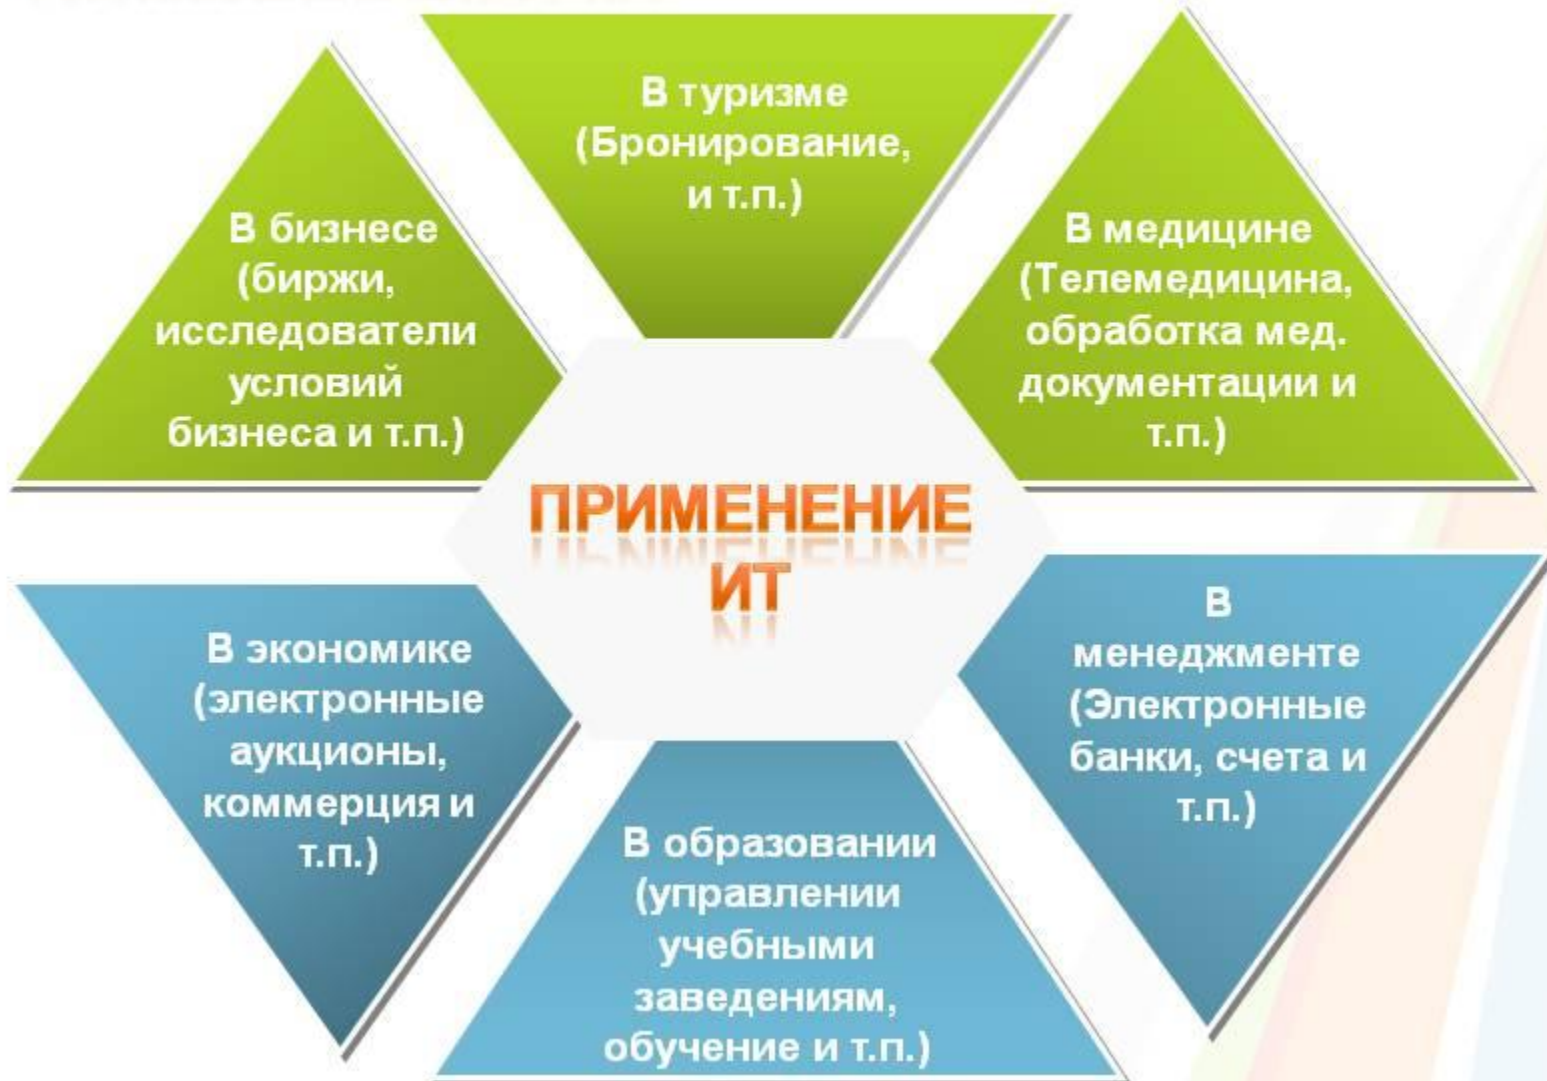 В туризме
(Бронирование,
и т.п.)
В бизнесе
(биржи,
исследователи
условий
бизнеса и т.п.)
В медицине
(Телемедицина,
обработка мед.
документации и
т.п.)
ПРИМЕНЕНИЕ
ИТ
В экономике
(электронные
аукционы,
коммерция и
т.п.)
В
менеджменте
(Электронные
банки, счета и
т.п.)
В образовании
(управлении
учебными
заведениям,
обучение и т.п.)